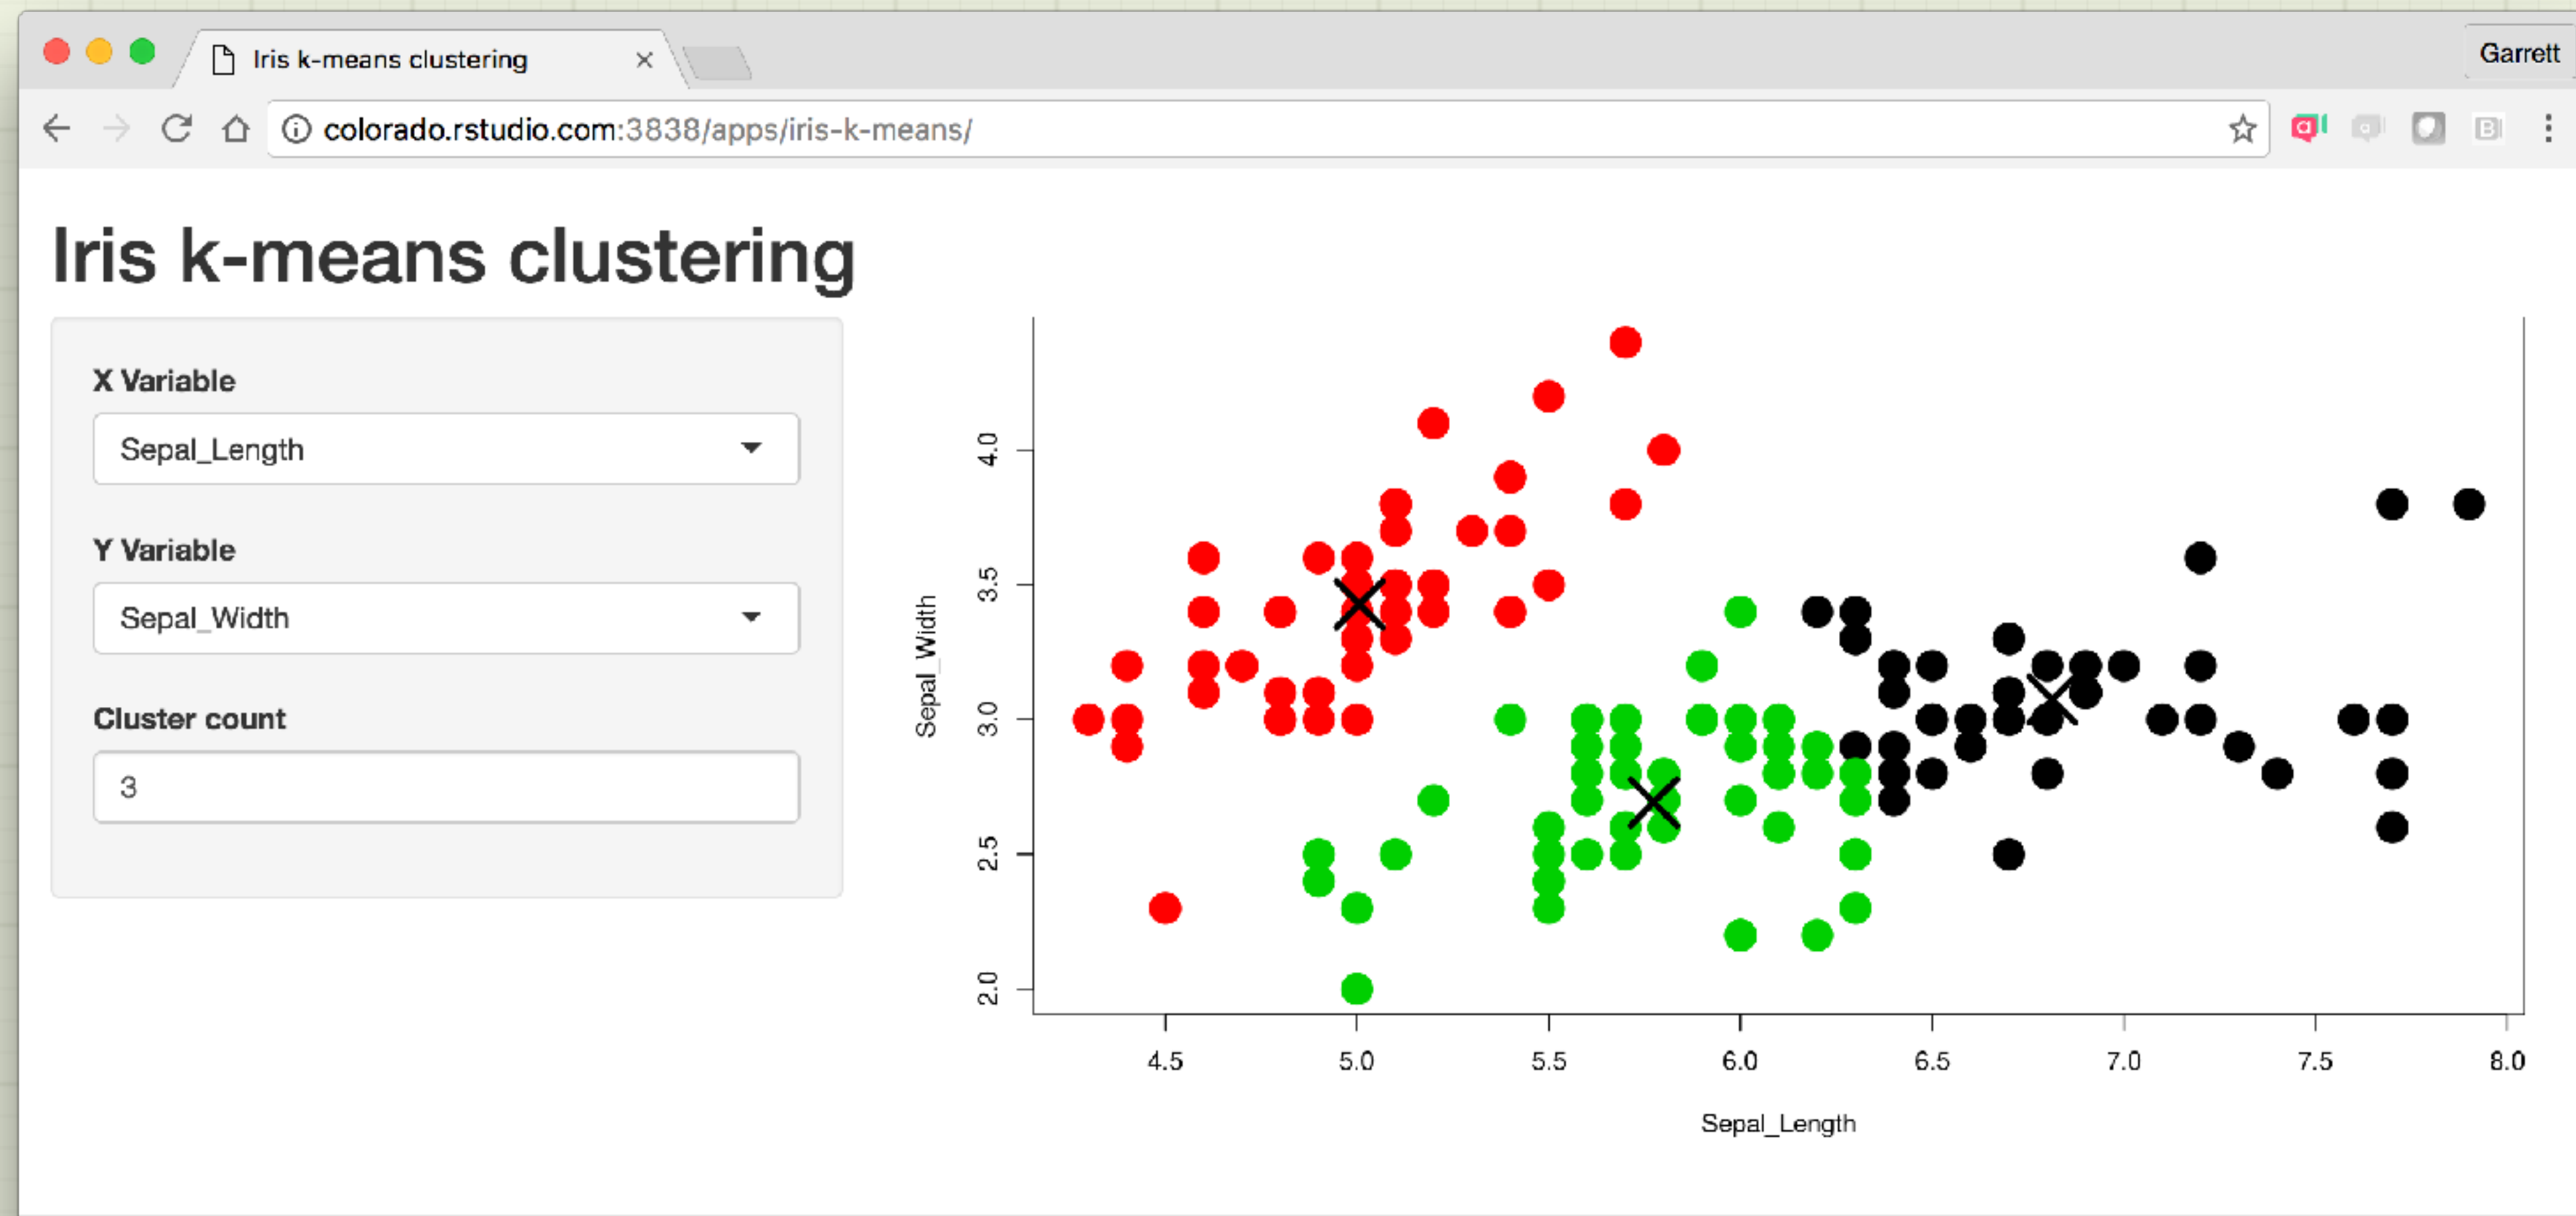 Iris k-means clustering
Garrett
colorado.rstudio.com:3838/apps/iris-k-means/
Iris k-means clustering
X Variable
Sepal_Length
Y Variable
Sepal_Width
Cluster count
3
Sepal_Width
4.0
3.5
3.0
2.5
2.0
4.5 5.0 5.5 6.0 6.5 7.0 7.5 8.0
Sepal_Length